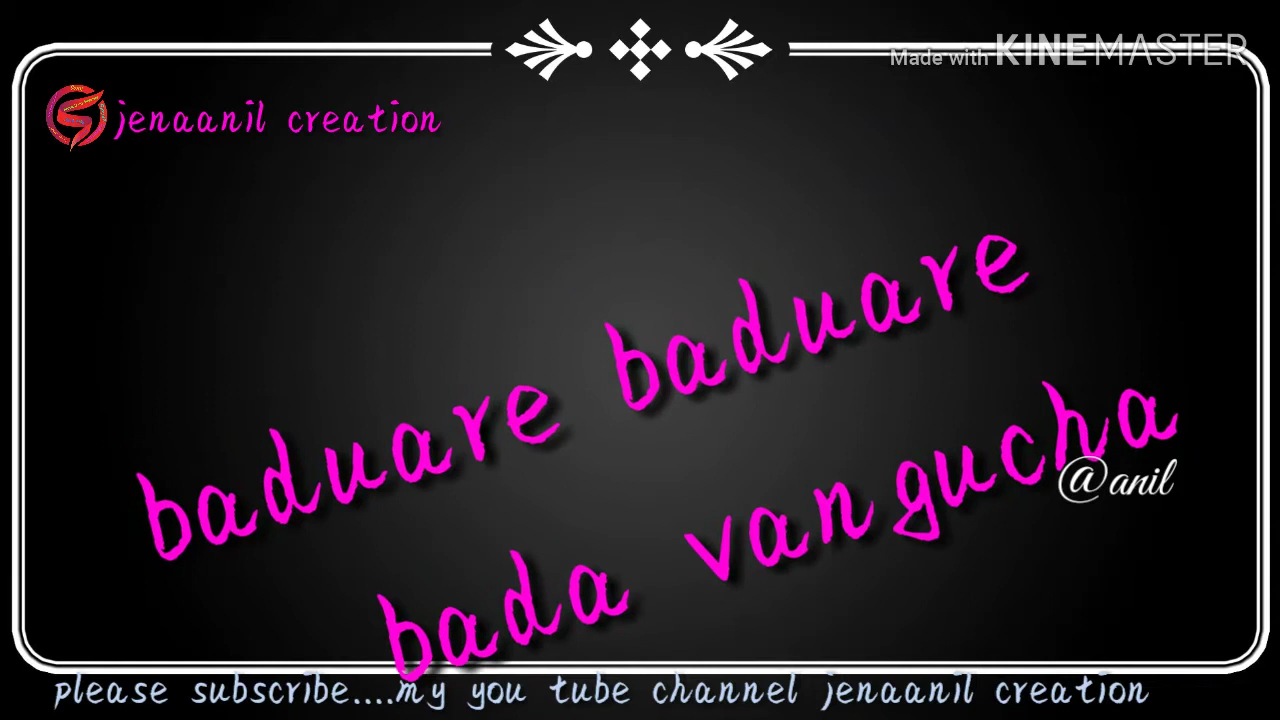 Made with KINEMASTER
jenaanil creation
baduare baduare
bada vangucha
@anil
please subscribe....my you tube channel jenaanil creation